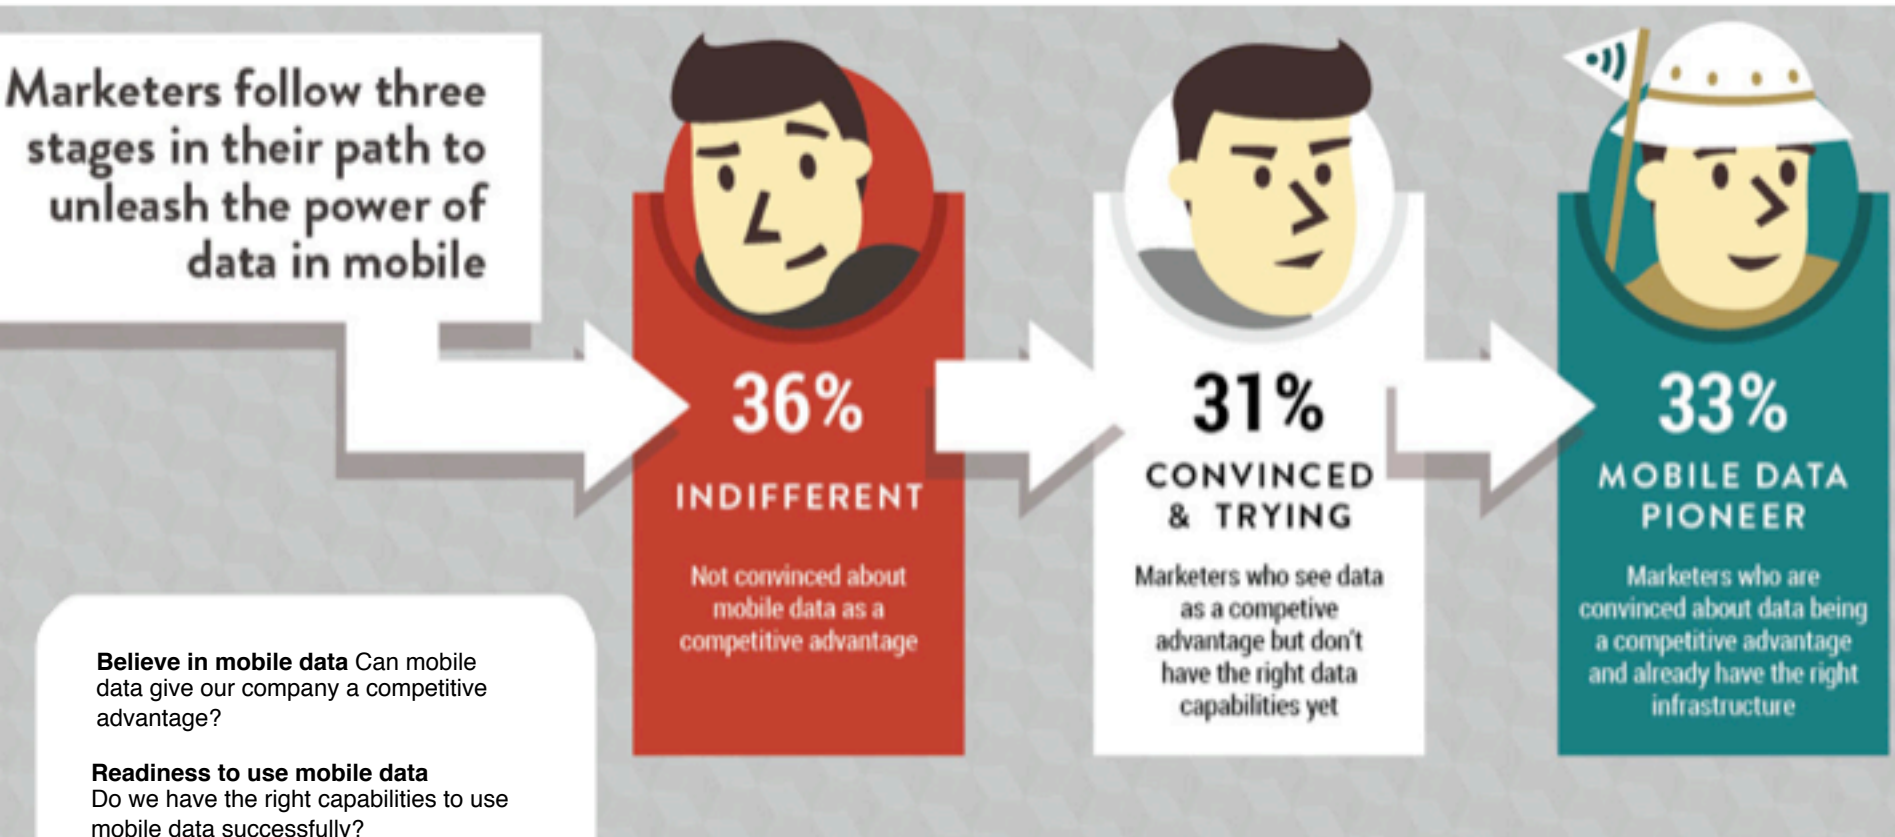 Marketers follow three
stages in their path to
unleash the power of
data in mobile
36%
INDIFFERENT
Not convinced about
mobile data as a
competitive advantage
31%
CONVINCED
& TRYING
Marketers who see data
as a competive
advantage but don't
have the right data
capabilities yet
33%
MOBILE DATA
PIONEER
Marketers who are
convinced about data being
a competitive advantage
and already have the right
infrastructure
Believe in mobile data Can mobile
data give our company a competitive
advantage?
Readiness to use mobile data
Do we have the right capabilities to use
mobile data successfully?